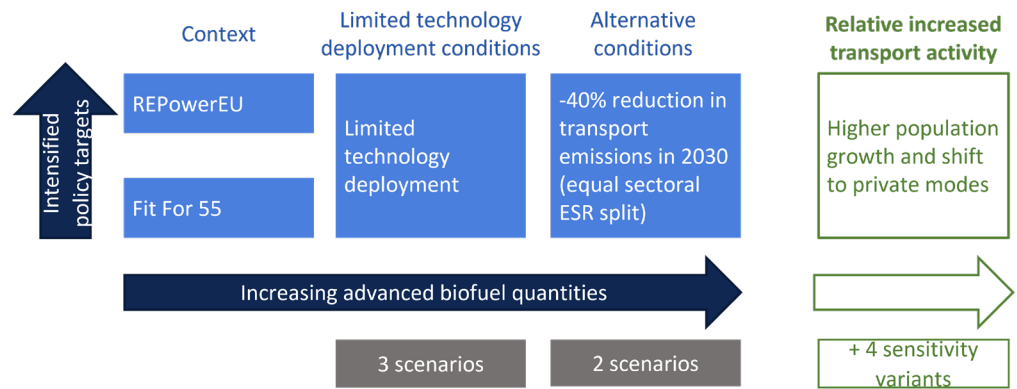 Context
Limited technology
deployment conditions
Alternative
conditions
Relative increased
transport activity
Intensified
policy targets
REPowerEU
Fit For 55
Limited
technology
deployment
-40% reduction in
transport
emissions in 2030
(equal sectoral
ESR split)
Higher population
growth and shift
to private modes
Increasing advanced biofuel quantities
3 scenarios
2 scenarios
+ 4 sensitivity
variants